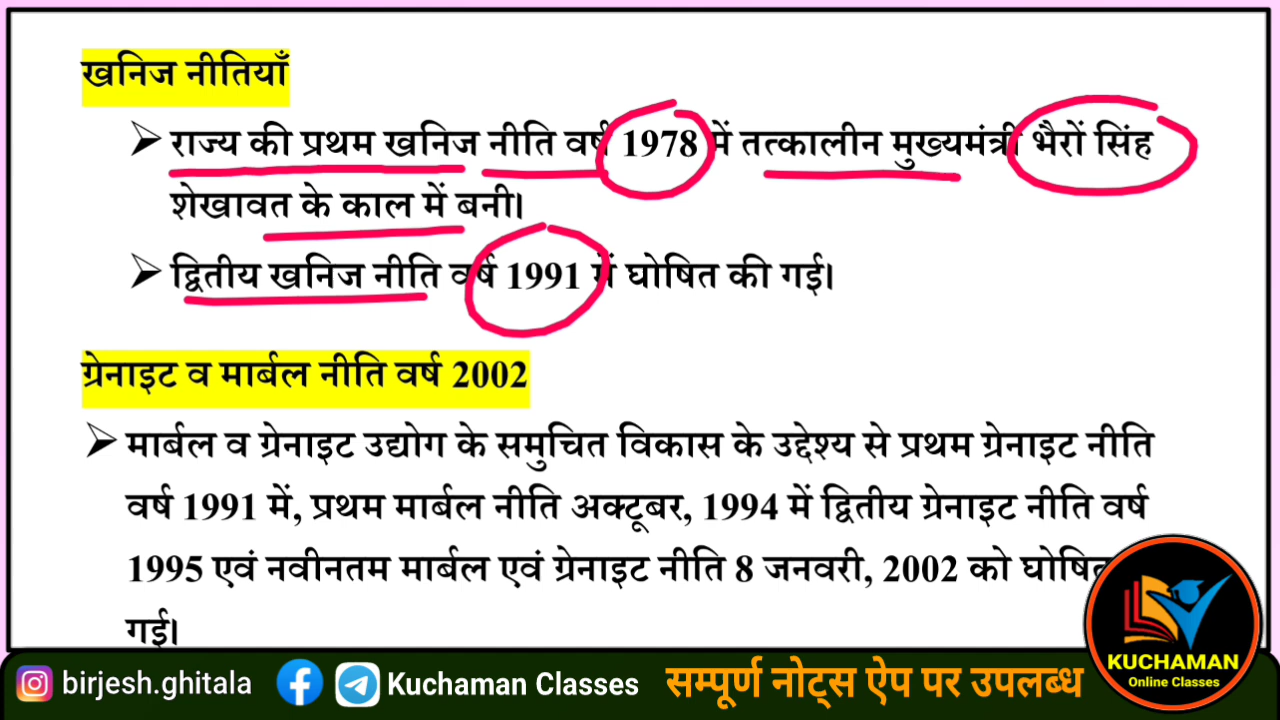 खनिज नीतियाँ
राज्य की प्रथम खनिज नीति वर्ष 1978 में तत्कालीन मुख्यमंत्री भैरों सिंह
शेखावत के काल में बनी।
द्वितीय खनिज नीति वर्ष 1991 में घोषित की गई।
ग्रेनाइट व मार्बल नीति वर्ष 2002
मार्बल व ग्रेनाइट उद्योग के समुचित विकास के उद्देश्य से प्रथम ग्रेनाइट नीति
वर्ष 1991 में, प्रथम मार्बल नीति अक्टूबर, 1994 में द्वितीय ग्रेनाइट नीति वर्ष
1995 एवं नवीनतम मार्बल एवं ग्रेनाइट नीति 8 जनवरी, 2002 को घोषित
गई।
KUCHAMAN
Online Classes
birjesh.ghitala Kuchaman Classes सम्पूर्ण नोट्स ऐप पर उपलब्ध